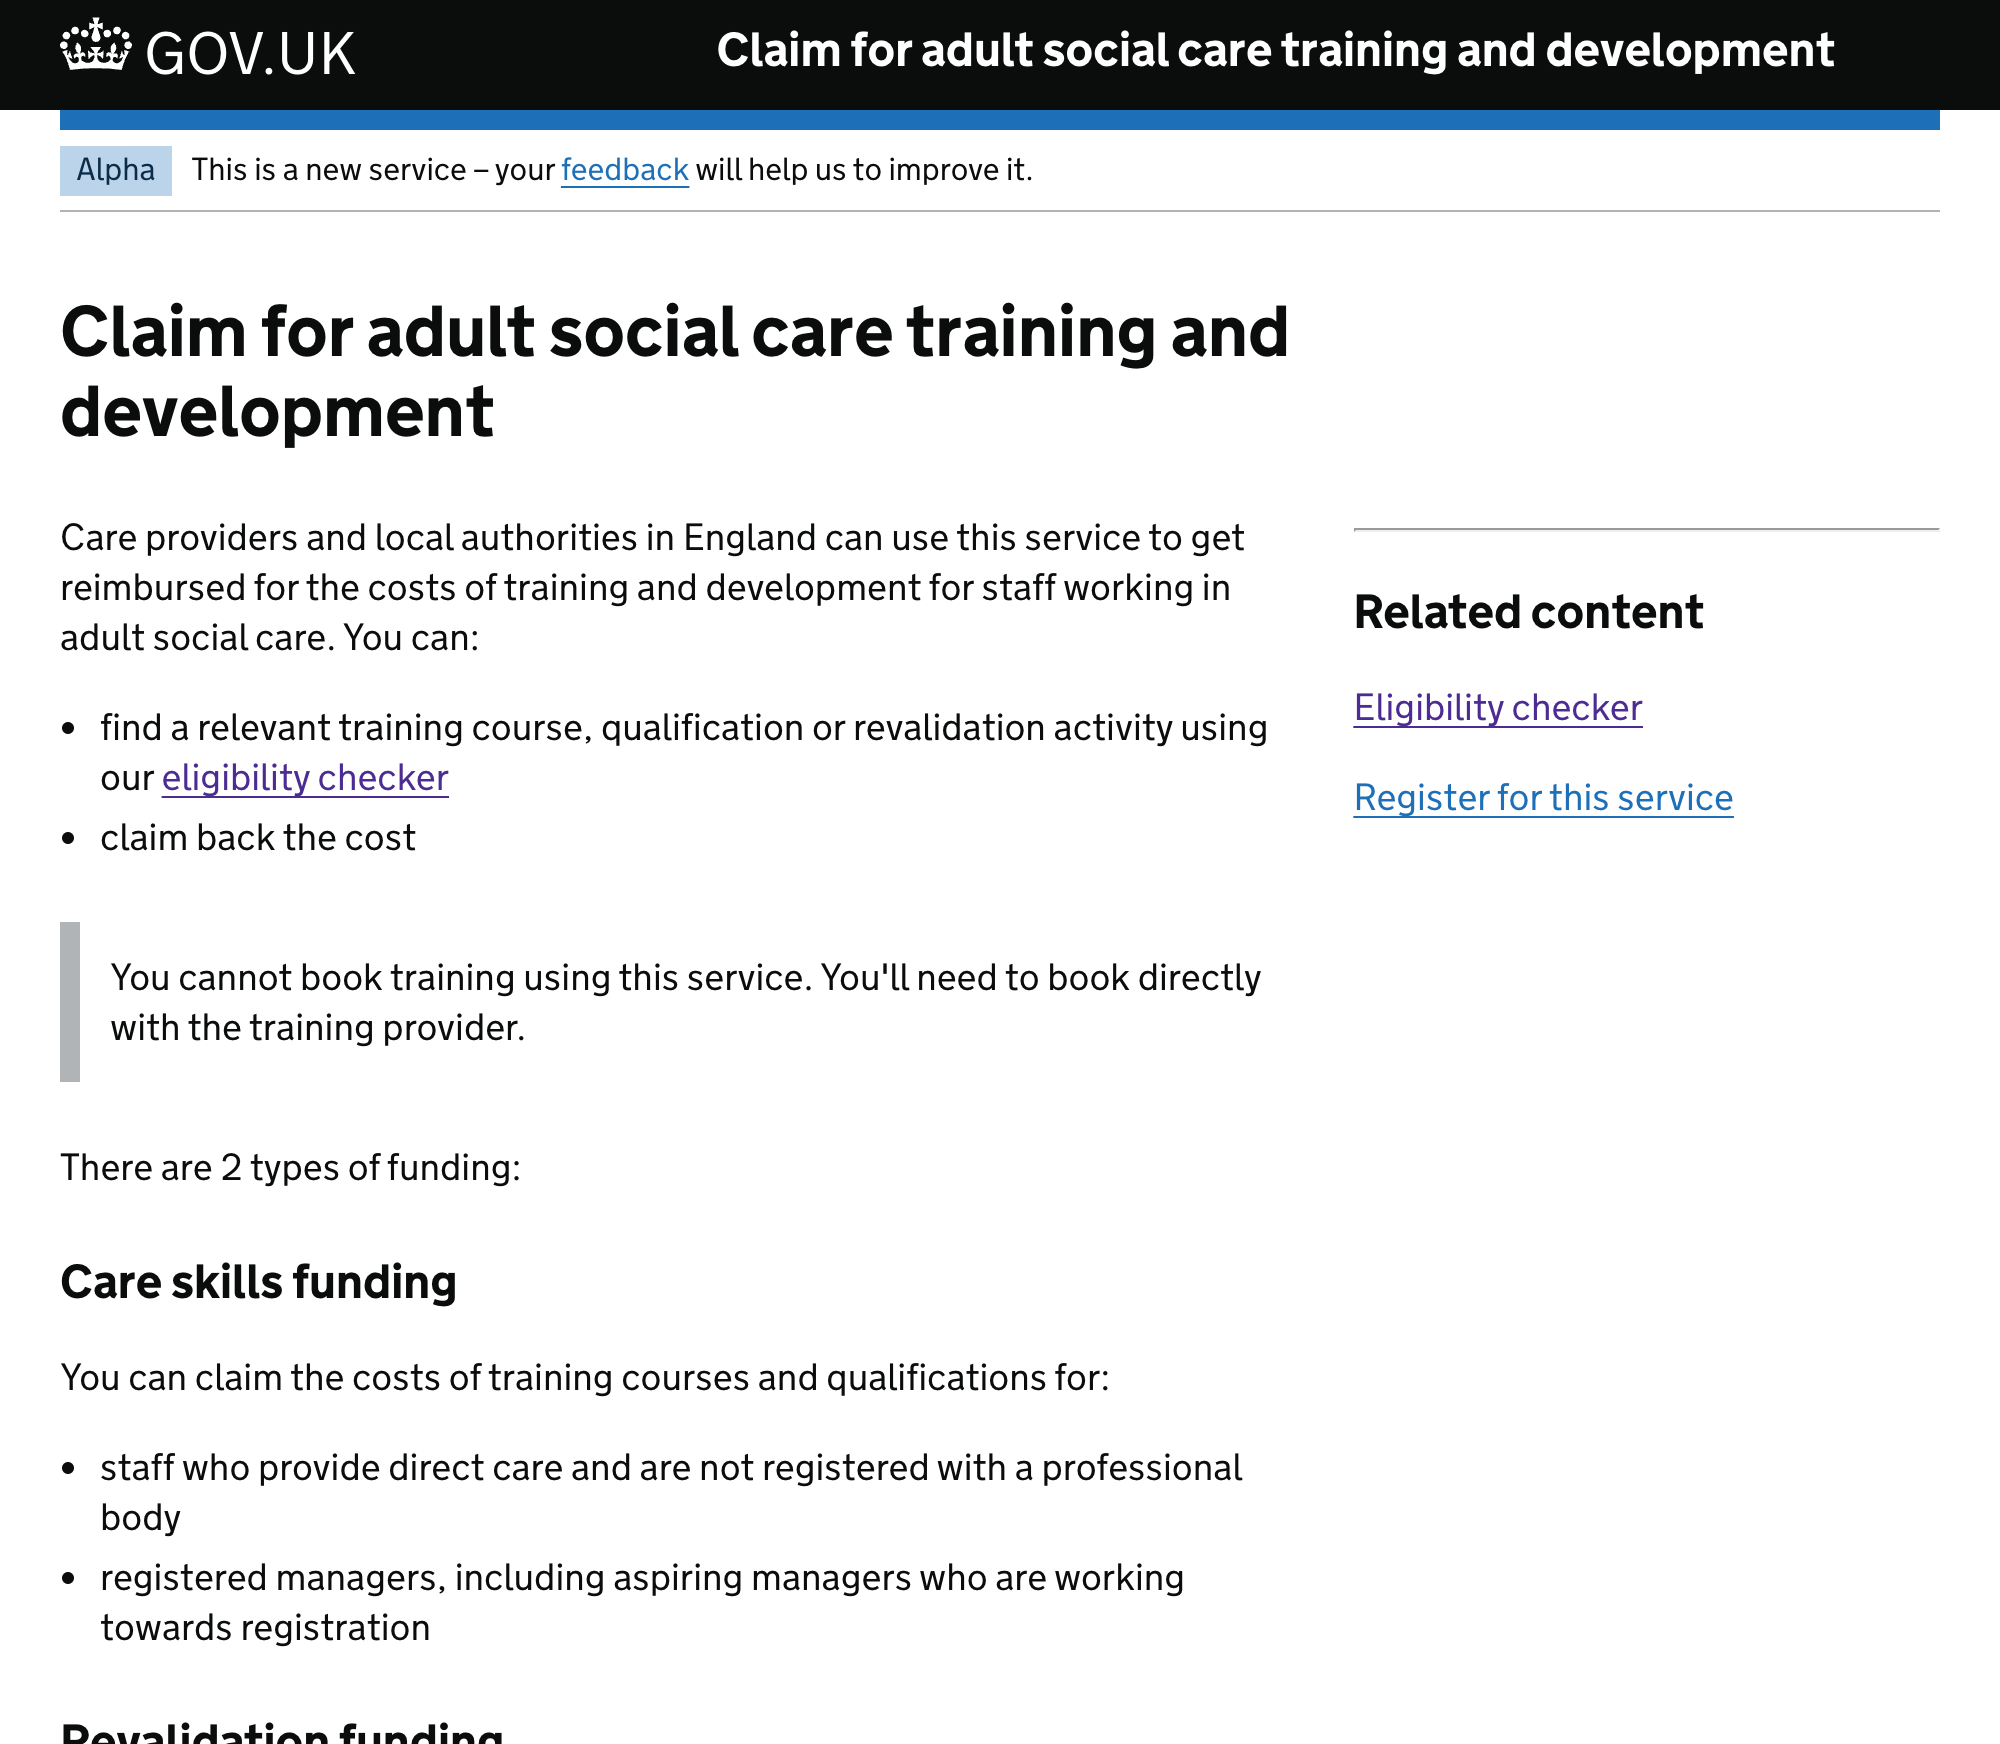 GOV.UK
Claim for adult social care training and development
Alpha
This is a new service – your feedback will help us to improve it.
Claim for adult social care training and
development
Care providers and local authorities in England can use this service to get
reimbursed for the costs of training and development for staff working in
adult social care. You can:
• find a relevant training course, qualification or revalidation activity using
our eligibility checker
• claim back the cost
You cannot book training using this service. You'll need to book directly
with the training provider.
There are 2 types of funding:
Care skills funding
You can claim the costs of training courses and qualifications for:
• staff who provide direct care and are not registered with a professional
body
• registered managers, including aspiring managers who are working
towards registration
Revalidation funding
Related content
Eligibility checker
Register for this service